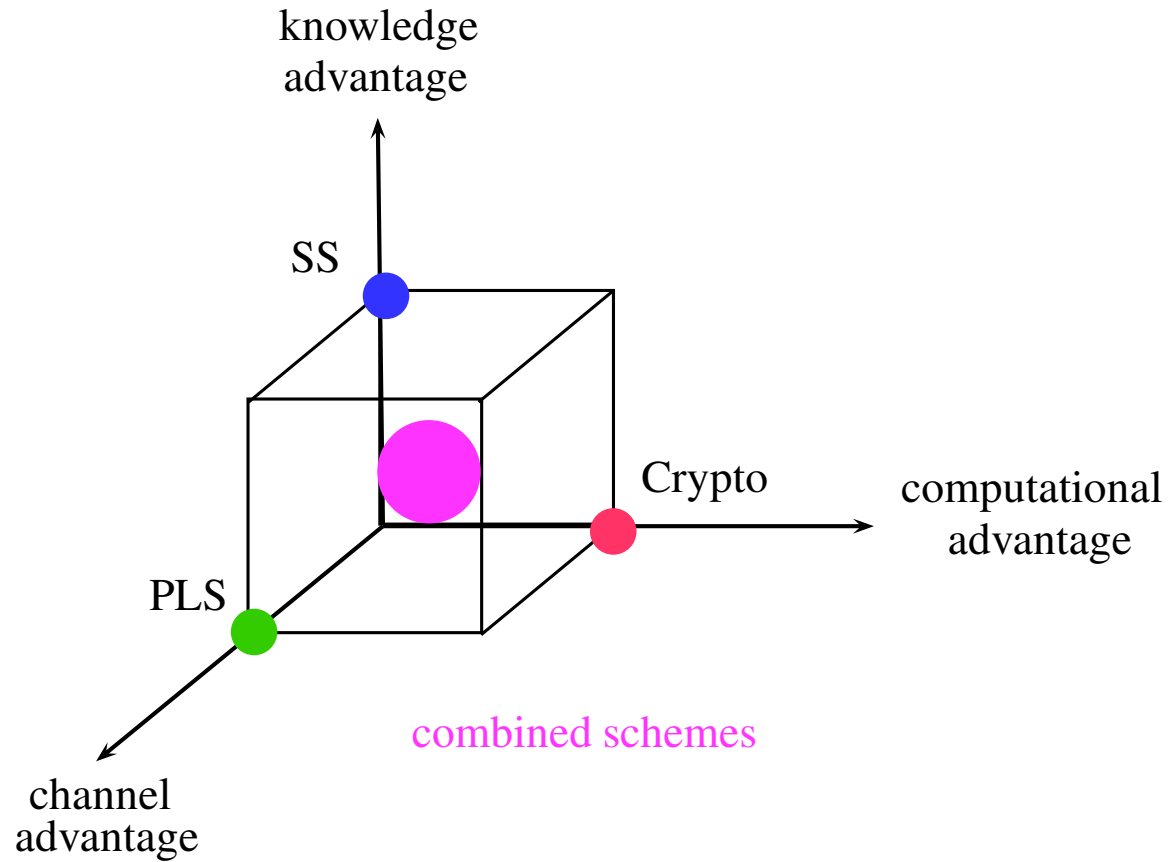 knowledge
advantage
SS
Crypto
computational
advantage
PLS
combined schemes
channel
advantage